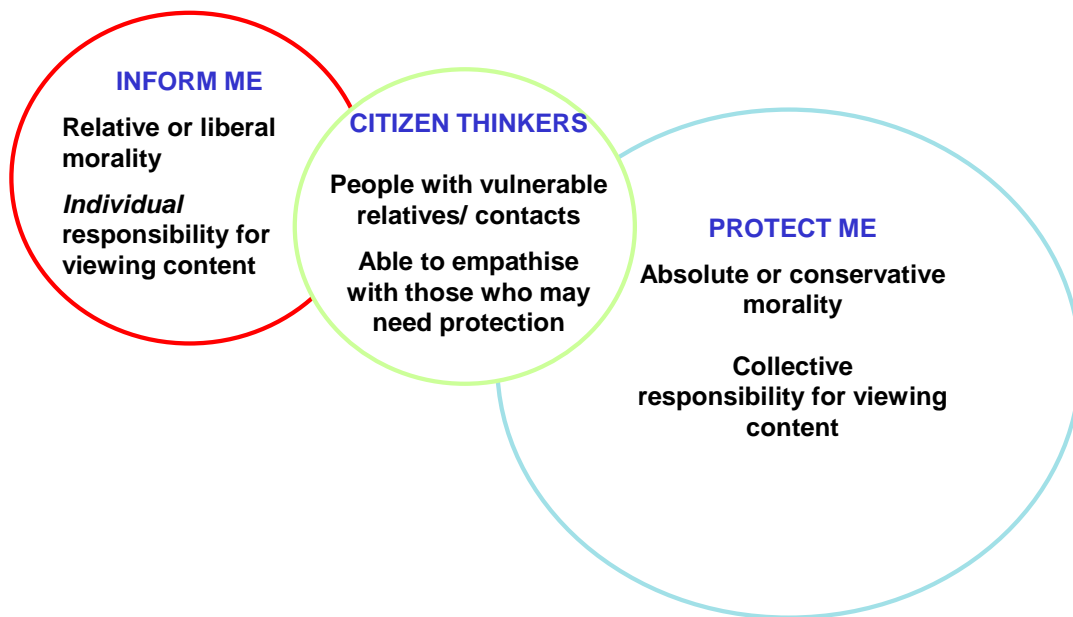 INFORM ME
Relative or liberal
morality
Individual
responsibility for
viewing content
CITIZEN THINKERS
People with vulnerable
relatives/ contacts
Able to empathise
with those who may
need protection
PROTECT ME
Absolute or conservative
morality
Collective
responsibility for viewing
content